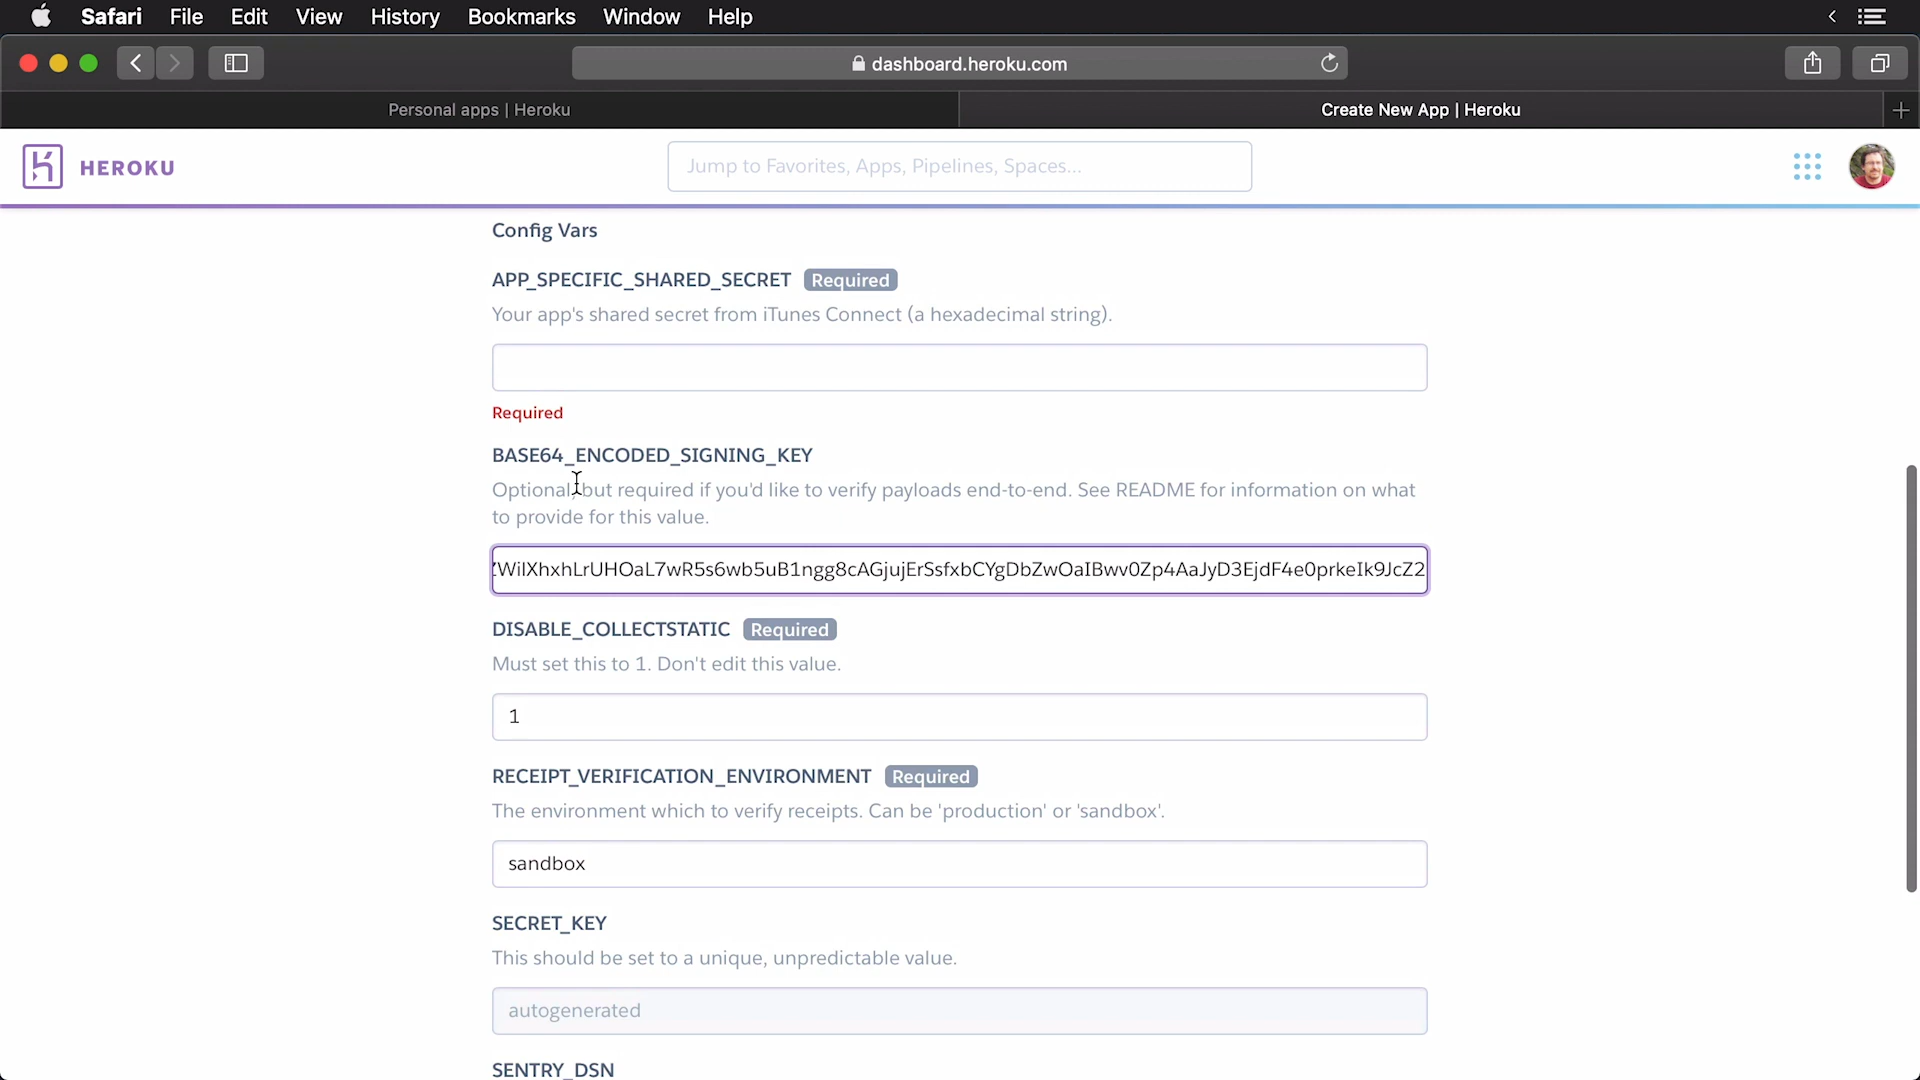 Safari File Edit View History Bookmarks Window Help
dashboard.heroku.com
Personal apps | Heroku
Create New App | Heroku
HEROKU
Jump to Favorites, Apps, Pipelines, Spaces...
Config Vars
APP_SPECIFIC_SHARED_SECRET Required
Your app's shared secret from iTunes Connect (a hexadecimal string).
Required
BASE64_ENCODED_SIGNING_KEY
Optional, but required if you'd like to verify payloads end-to-end. See README for information on what
to provide for this value.
WilXhxhLrUHOaL7wR5s6wb5uB1ngg8cAGjujErSsfxbCYgDbZwOaIBwv0Zp4AaJyD3EjdF4e0prkeIk9JcZ2
DISABLE_COLLECTSTATIC Required
Must set this to 1. Don't edit this value.
1
RECEIPT_VERIFICATION_ENVIRONMENT Required
The environment which to verify receipts. Can be 'production' or 'sandbox'.
sandbox
SECRET_KEY
This should be set to a unique, unpredictable value.
autogenerated
SENTRY_DSN